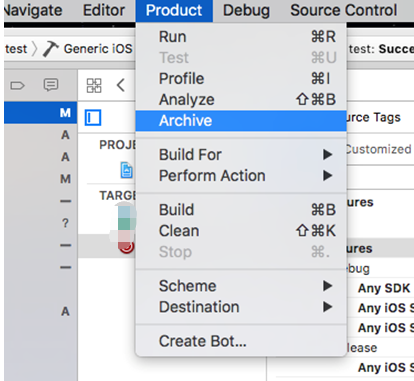 Navigate Editor Product Debug Source Control
test Generic iOS test: Succe
Run ⌘R
Test ⌘U
Profile ⌘I
Analyze ⇧⌘B
Archive
Build For
Perform Action
Build ⌘B
Clean ⇧⌘K
Stop ⌘.
Scheme
Destination
Create Bot...
M
A
A
M
?
A
PROJE
TARGE
urce Tags
Customized
ures
ures
ebug
Any SDK
Any iOS S
Any iOS S
lease
Any iOS S
Any iOS S